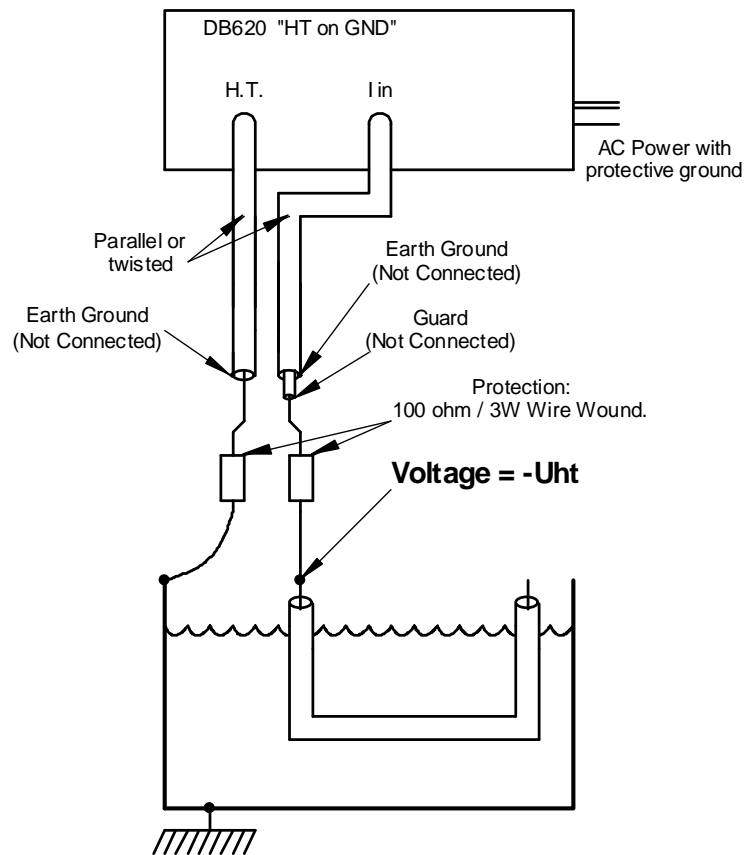 DB620 "HT on GND"
H.T.
I in
AC Power with
protective ground
Parallel or
twisted
Earth Ground
(Not Connected)
Earth Ground
(Not Connected)
Guard
(Not Connected)
Protection:
100 ohm / 3W Wire Wound.
Voltage = -Uht